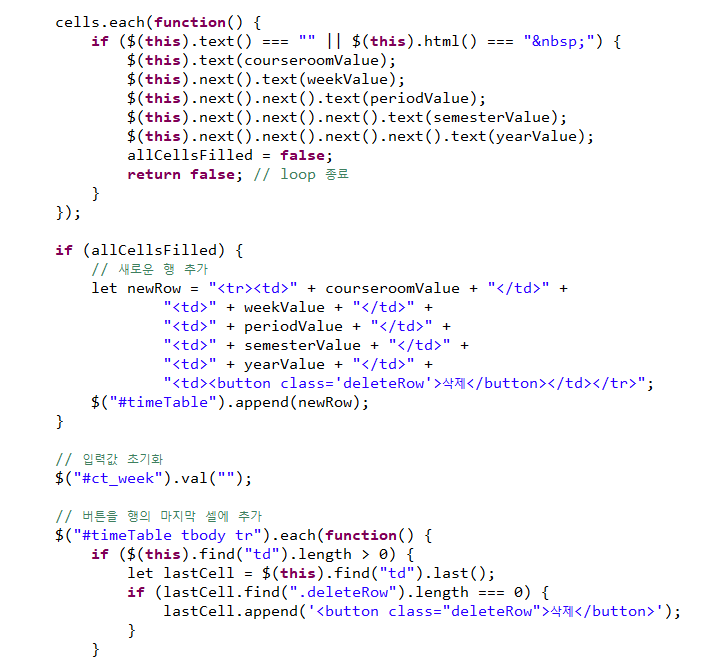 cells.each(function() {
    if ($(this).text() === "" || $(this).html() === "&nbsp;") {
        $(this).text(courseroomValue);
        $(this).next().text(weekValue);
        $(this).next().next().text(periodValue);
        $(this).next().next().next().text(semesterValue);
        $(this).next().next().next().next().text(yearValue);
        allCellsFilled = false;
        return false; // loop 종료
    }
});

if (allCellsFilled) {
    // 새로운 행 추가
    let newRow = "<tr><td>" + courseroomValue + "</td>" +
            "<td>" + weekValue + "</td>" +
            "<td>" + periodValue + "</td>" +
            "<td>" + semesterValue + "</td>" +
            "<td>" + yearValue + "</td>" +
            "<td><button class='deleteRow'>삭제</button></td></tr>";
    $("#timeTable").append(newRow);
}

// 입력값 초기화
$("#ct_week").val("");

// 버튼을 행의 마지막 셀에 추가
$("#timeTable tbody tr").each(function() {
    if ($(this).find("td").length > 0) {
        let lastCell = $(this).find("td").last();
        if (lastCell.find(".deleteRow").length === 0) {
            lastCell.append('<button class="deleteRow">삭제</button>');
        }
    }